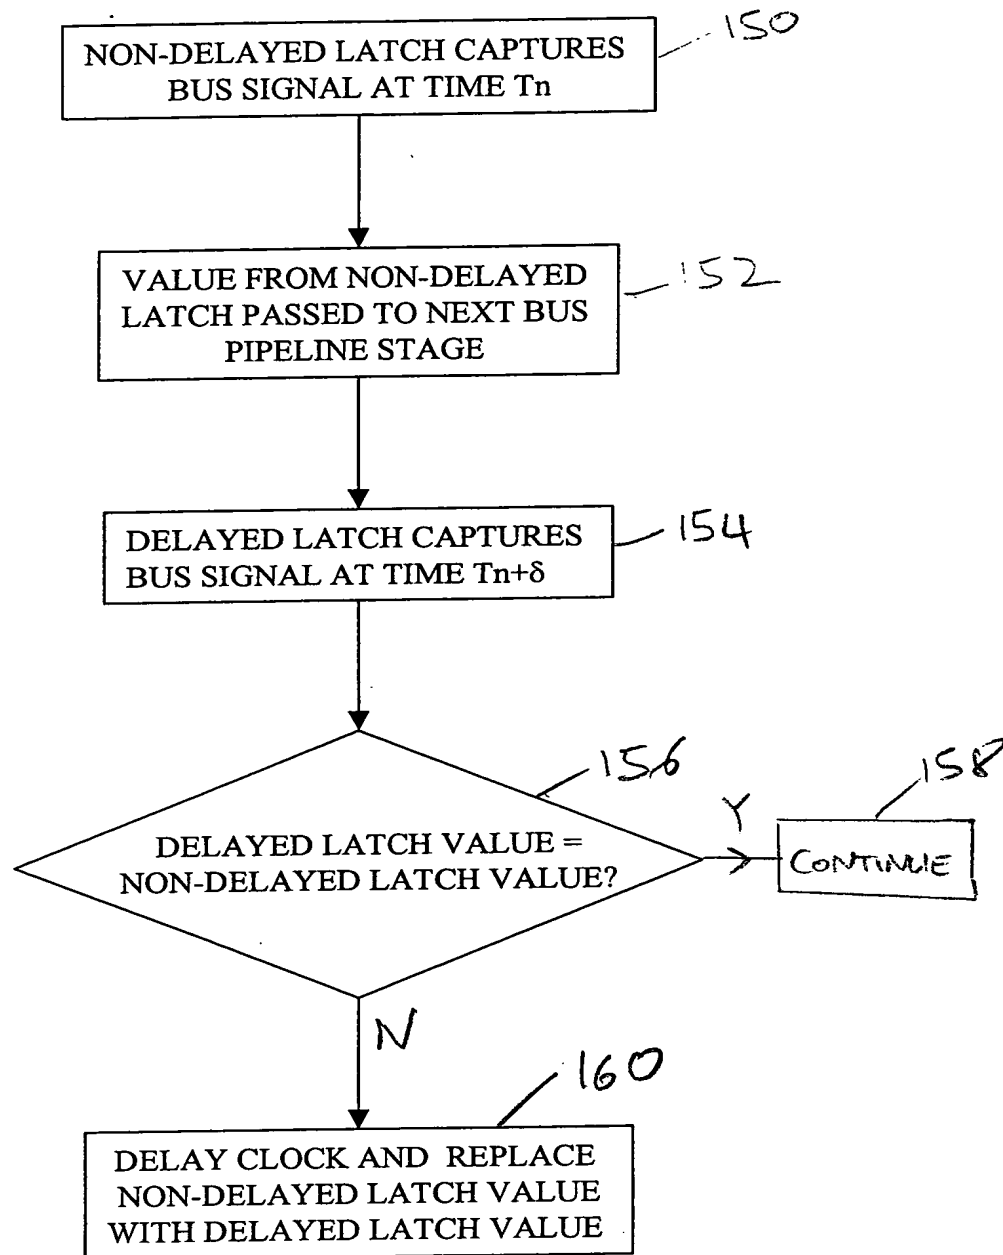 NON-DELAYED LATCH CAPTURES
BUS SIGNAL AT TIME Tn
150
VALUE FROM NON-DELAYED
LATCH PASSED TO NEXT BUS
PIPELINE STAGE
152
DELAYED LATCH CAPTURES
BUS SIGNAL AT TIME Tn+δ
154
DELAYED LATCH VALUE =
NON-DELAYED LATCH VALUE?
156
Y
CONTINUE
158
N
DELAY CLOCK AND REPLACE
NON-DELAYED LATCH VALUE
WITH DELAYED LATCH VALUE
160